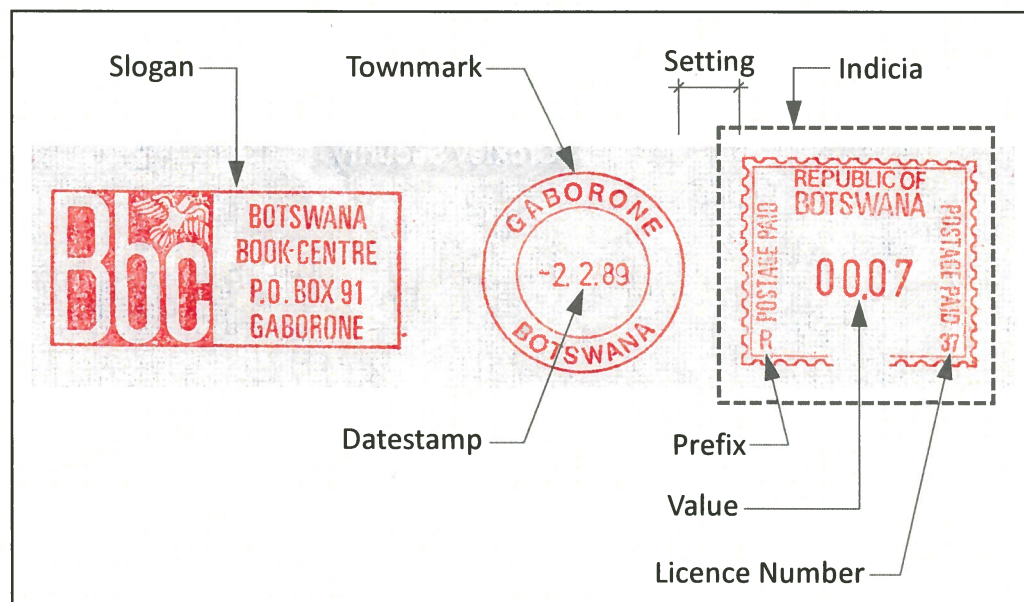 Slogan
Townmark
Setting
Indicia
Bbc
BOTSWANA
BOOK-CENTRE
P.O. BOX 91
GABORONE
GABORONE
-2.2.89
BOTSWANA
REPUBLIC OF
BOTSWANA
POSTAGE PAID
00.07
POSTAGE PAID
R
37
Datestamp
Prefix
Value
Licence Number